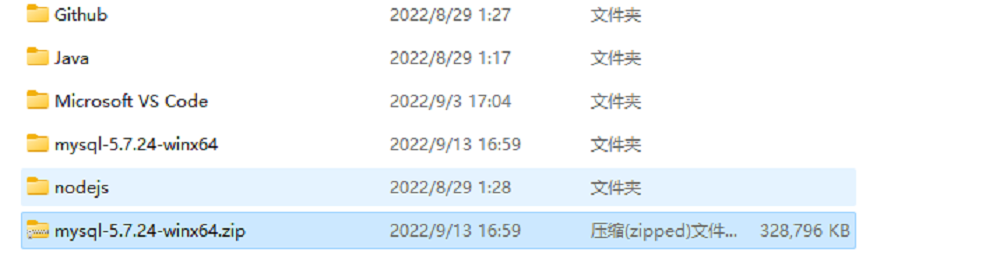 Github 2022/8/29 1:27 文件夹
Java 2022/8/29 1:17 文件夹
Microsoft VS Code 2022/9/3 17:04 文件夹
mysql-5.7.24-winx64 2022/9/13 16:59 文件夹
nodejs 2022/8/29 1:28 文件夹
mysql-5.7.24-winx64.zip 2022/9/13 16:59 压缩(zipped)文件... 328,796 KB